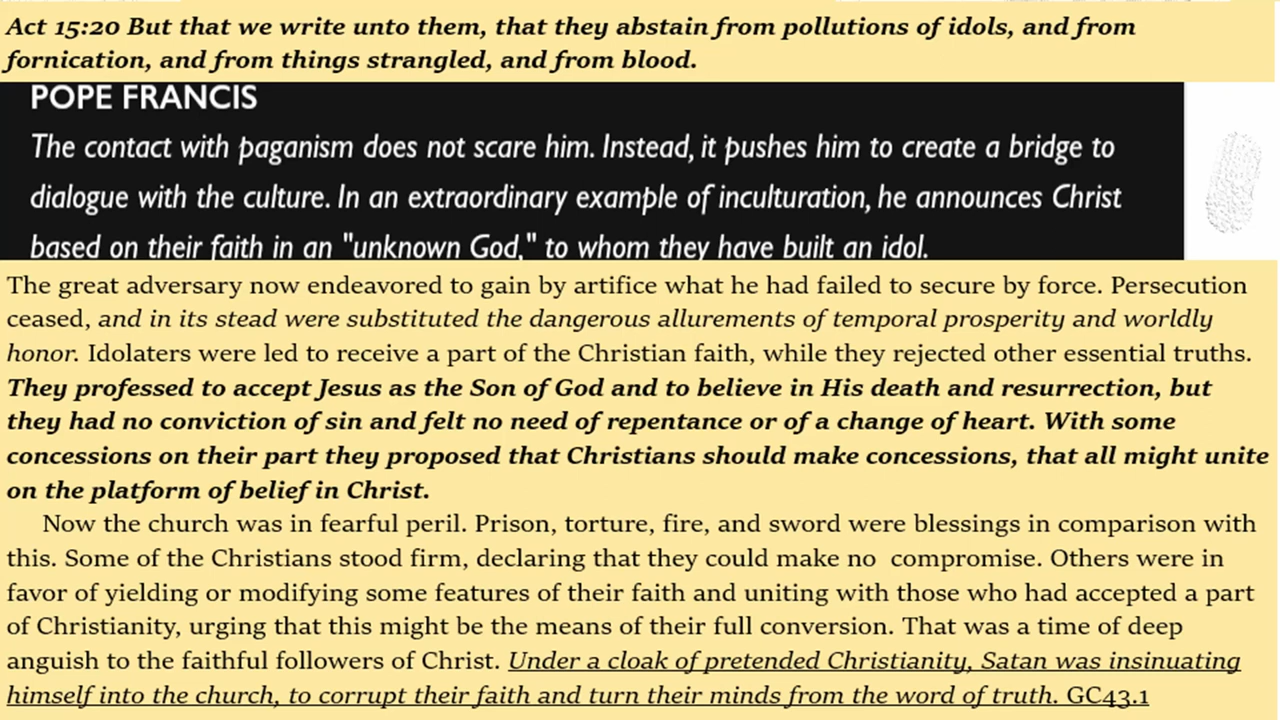 Act 15:20 But that we write unto them, that they abstain from pollutions of idols, and from
fornication, and from things strangled, and from blood.
POPE FRANCIS
The contact with paganism does not scare him. Instead, it pushes him to create a bridge to
dialogue with the culture. In an extraordinary example of inculturation, he announces Christ
based on their faith in an "unknown God," to whom they have built an idol.
The great adversary now endeavored to gain by artifice what he had failed to secure by force. Persecution
ceased, and in its stead were substituted the dangerous allurements of temporal prosperity and worldly
honor. Idolaters were led to receive a part of the Christian faith, while they rejected other essential truths.
They professed to accept Jesus as the Son of God and to believe in His death and resurrection, but
they had no conviction of sin and felt no need of repentance or of a change of heart. With some
concessions on their part they proposed that Christians should make concessions, that all might unite
on the platform of belief in Christ.
Now the church was in fearful peril. Prison, torture, fire, and sword were blessings in comparison with
this. Some of the Christians stood firm, declaring that they could make no compromise. Others were in
favor of yielding or modifying some features of their faith and uniting with those who had accepted a part
of Christianity, urging that this might be the means of their full conversion. That was a time of deep
anguish to the faithful followers of Christ. Under a cloak of pretended Christianity, Satan was insinuating
himself into the church, to corrupt their faith and turn their minds from the word of truth. GC43.1